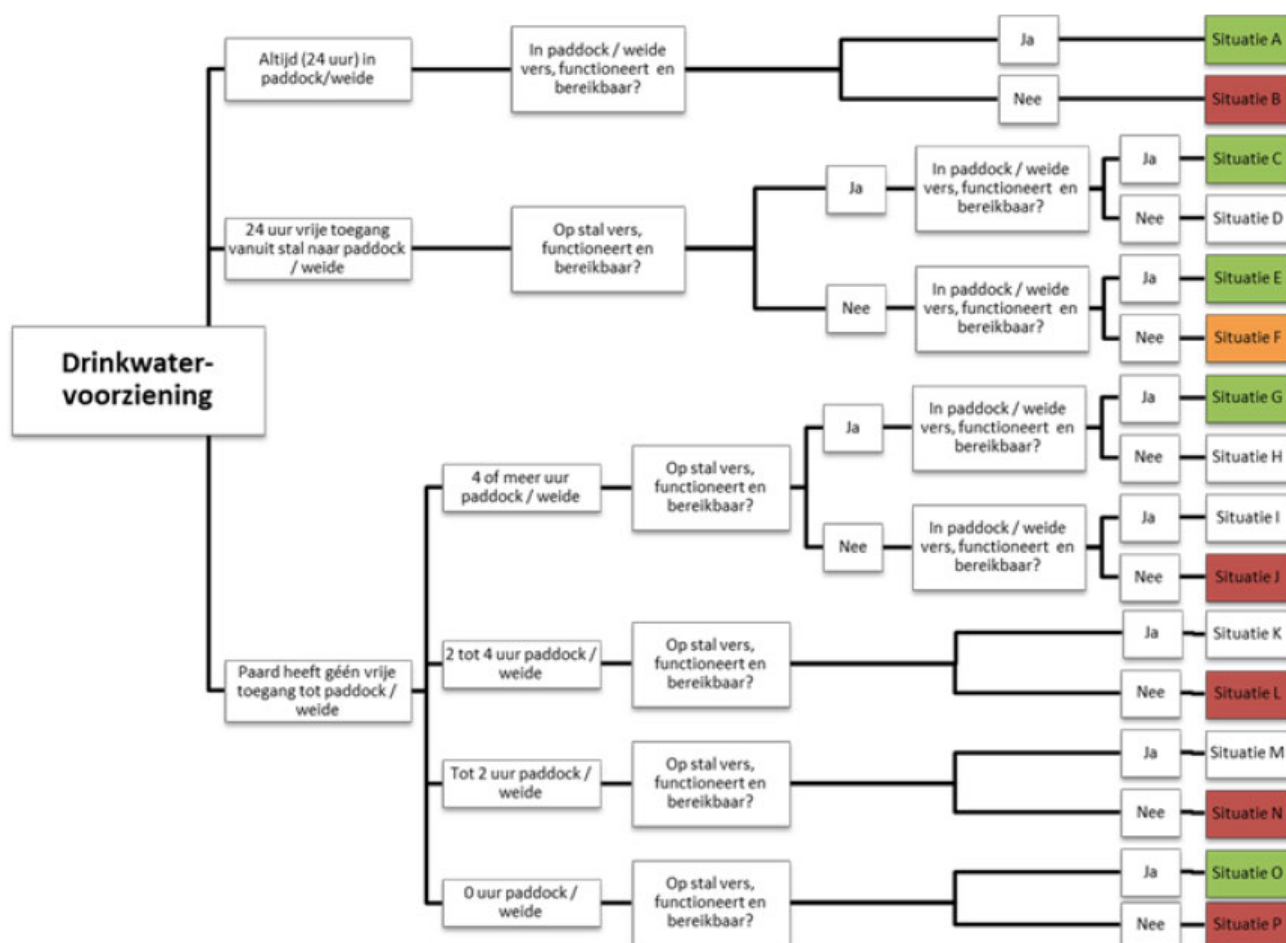 Drinkwater-
voorziening
Altijd (24 uur) in
paddock/weide
In paddock / weide
vers, functioneert en
bereikbaar?
Ja
Situatie A
Nee
Situatie B
24 uur vrije toegang
vanuit stal naar paddock
/ weide
Op stal vers,
functioneert en
bereikbaar?
Ja
In paddock / weide
vers, functioneert en
bereikbaar?
Ja
Situatie C
Nee
Situatie D
Nee
In paddock / weide
vers, functioneert en
bereikbaar?
Ja
Situatie E
Nee
Situatie F
Paard heeft géén vrije
toegang tot paddock /
weide
4 of meer uur
paddock / weide
Op stal vers,
functioneert en
bereikbaar?
Ja
In paddock / weide
vers, functioneert en
bereikbaar?
Ja
Situatie G
Nee
Situatie H
Nee
In paddock / weide
vers, functioneert en
bereikbaar?
Ja
Situatie I
Nee
Situatie J
2 tot 4 uur paddock /
weide
Op stal vers,
functioneert en
bereikbaar?
Ja
Situatie K
Nee
Situatie L
Tot 2 uur paddock /
weide
Op stal vers,
functioneert en
bereikbaar?
Ja
Situatie M
Nee
Situatie N
0 uur paddock /
weide
Op stal vers,
functioneert en
bereikbaar?
Ja
Situatie O
Nee
Situatie P